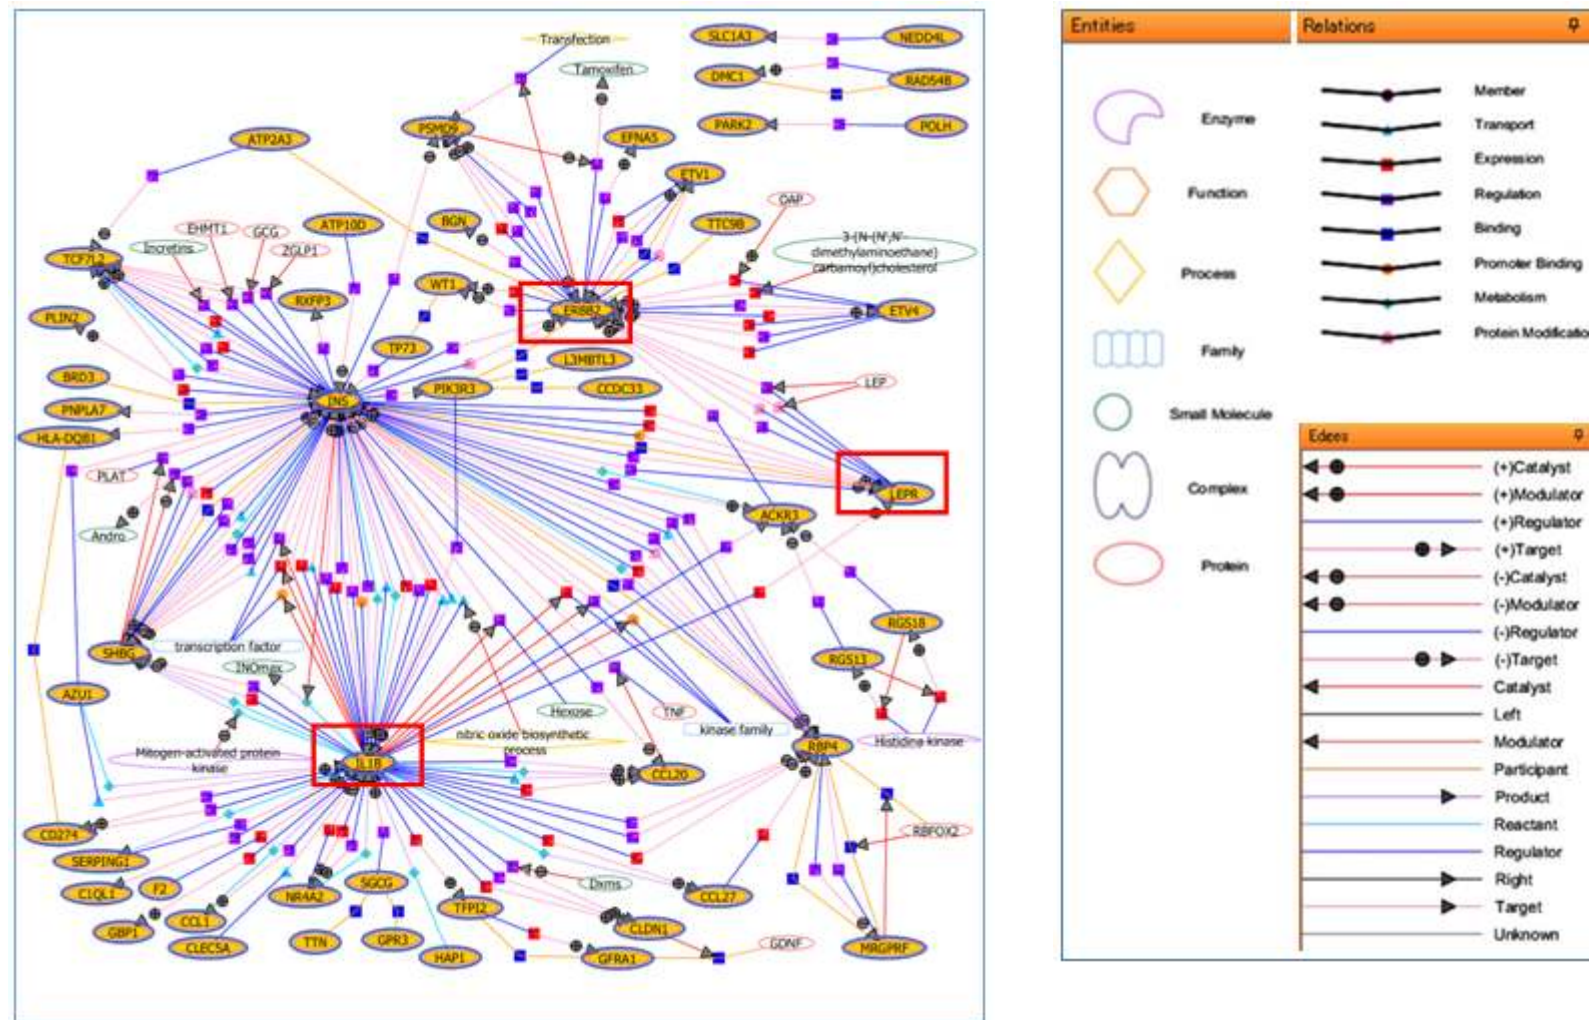 Transfection
Tamoxifen
SLC1A3
NEDD4L
DMC1
RAD54B
PARK2
POLH
ATP2A3
PSMD9
EFNA5
ETV1
OAP
EHMT1
GCG
ZGLP1
Incretins
ATP10D
BGN
TTC9B
3-(N-(N',N'-
dimethylaminoethane)
carbamoyl)cholesterol
TCF7L2
RXFP3
WT1
ERBB2
ETV4
PLIN2
TP73
L3MBTL3
BRD3
PIK3R3
CCDC33
LEP
PNPLA7
INS
HLA-DQB1
PLAT
LEPR
ACKR3
Andro
RGS18
SHBG
transcription factor
INOmax
RGS13
AZU1
Hexose
TNF
kinase family
Histidine kinase
Mitogen-activated protein
kinase
nitric oxide biosynthetic
process
IL1B
CCL20
RBP4
CD274
RBFOX2
SERPING1
C1QL1
F2
NR4A2
SGCG
Dxms
CCL27
GBP1
CCL1
CLEC5A
TTN
GPR3
HAP1
TFPI2
CLDN1
GFRA1
GDNF
MRGPRF
Entities
Enzyme
Function
Process
Family
Small Molecule
Complex
Protein
Relations
Member
Transport
Expression
Regulation
Binding
Promoter Binding
Metabolism
Protein Modificatio
Edees
(+)Catalyst
(+)Modulator
(+)Regulator
(+)Target
(-)Catalyst
(-)Modulator
(-)Regulator
(-)Target
Catalyst
Left
Modulator
Participant
Product
Reactant
Regulator
Right
Target
Unknown